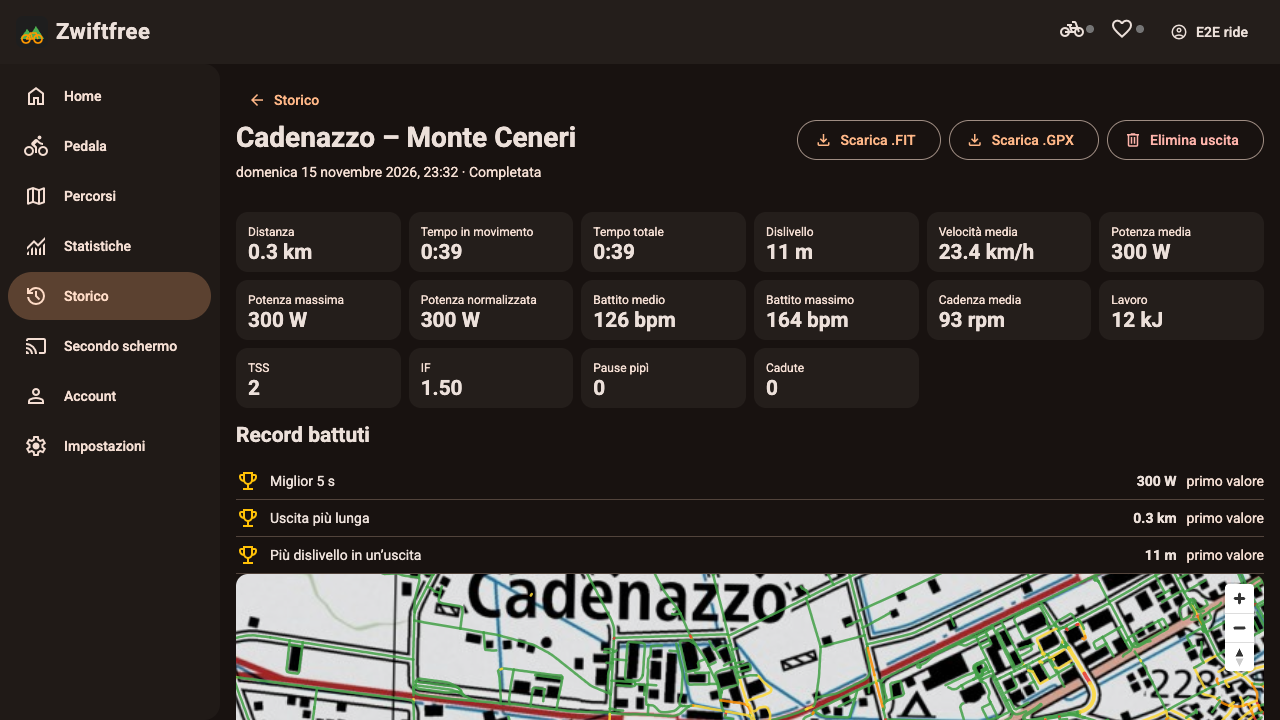 Zwiftfree
E2E ride
Home
Pedala
Percorsi
Statistiche
Storico
Secondo schermo
Account
Impostazioni
Storico
Cadenazzo – Monte Ceneri
Scarica .FIT
Scarica .GPX
Elimina uscita
domenica 15 novembre 2026, 23:32 · Completata
Distanza
0.3 km
Tempo in movimento
0:39
Tempo totale
0:39
Dislivello
11 m
Velocità media
23.4 km/h
Potenza media
300 W
Potenza massima
300 W
Potenza normalizzata
300 W
Battito medio
126 bpm
Battito massimo
164 bpm
Cadenza media
93 rpm
Lavoro
12 kJ
TSS
2
IF
1.50
Pause pipì
0
Cadute
0
Record battuti
Miglior 5 s 300 W primo valore
Uscita più lunga 0.3 km primo valore
Più dislivello in un’uscita 11 m primo valore
Cadenazzo